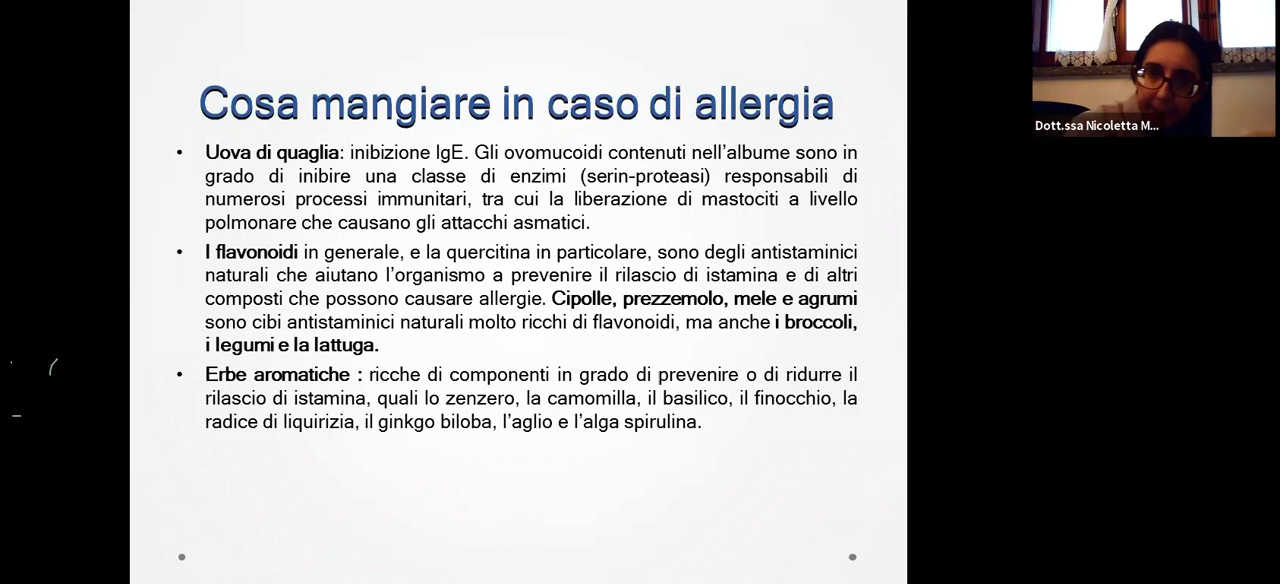 Cosa mangiare in caso di allergia
• Uova di quaglia: inibizione IgE. Gli ovomucoidi contenuti nell'albume sono in
grado di inibire una classe di enzimi (serin-proteasi) responsabili di
numerosi processi immunitari, tra cui la liberazione di mastociti a livello
polmonare che causano gli attacchi asmatici.
• I flavonoidi in generale, e la quercitina in particolare, sono degli antistaminici
naturali che aiutano l'organismo a prevenire il rilascio di istamina e di altri
composti che possono causare allergie. Cipolle, prezzemolo, mele e agrumi
sono cibi antistaminici naturali molto ricchi di flavonoidi, ma anche i broccoli,
i legumi e la lattuga.
• Erbe aromatiche : ricche di componenti in grado di prevenire o di ridurre il
rilascio di istamina, quali lo zenzero, la camomilla, il basilico, il finocchio, la
radice di liquirizia, il ginkgo biloba, l'aglio e l'alga spirulina.
Dott.ssa Nicoletta M...